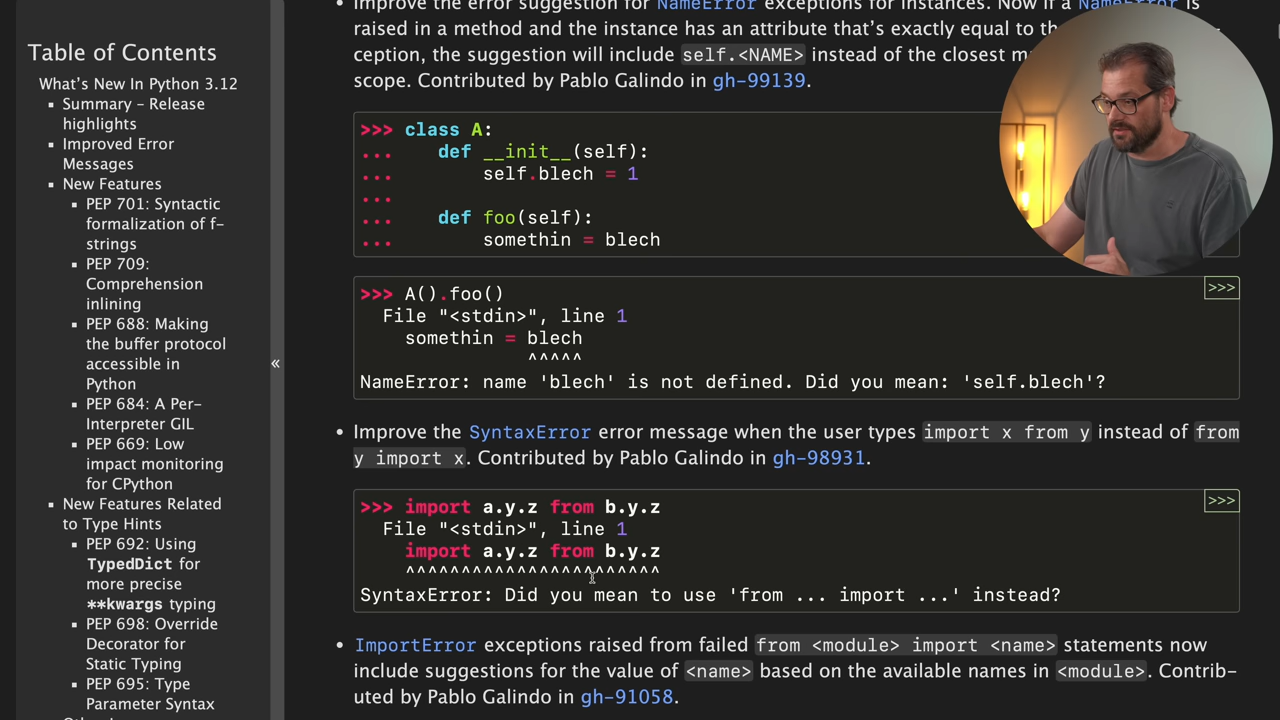 Table of Contents
What's New In Python 3.12
Summary – Release
highlights
Improved Error
Messages
New Features
PEP 701: Syntactic
formalization of f-
strings
PEP 709:
Comprehension
inlining
PEP 688: Making
the buffer protocol
accessible in
Python
PEP 684: A Per-
Interpreter GIL
PEP 669: Low
impact monitoring
for CPython
New Features Related
to Type Hints
PEP 692: Using
TypedDict for
more precise
**kwargs typing
PEP 698: Override
Decorator for
Static Typing
PEP 695: Type
Parameter Syntax
«
Improve the error suggestion for NameError exceptions for instances. Now if a NameError is
raised in a method and the instance has an attribute that's exactly equal to the
ception, the suggestion will include self.<NAME> instead of the closest
scope. Contributed by Pablo Galindo in gh-99139.
>>> class A:
...    def __init__(self):
...        self.blech = 1
...
...    def foo(self):
...        somethin = blech
>>> A().foo()
>>>
  File "<stdin>", line 1
    somethin = blech
               ^^^^^
NameError: name 'blech' is not defined. Did you mean: 'self.blech'?
Improve the SyntaxError error message when the user types import x from y instead of from
y import x. Contributed by Pablo Galindo in gh-98931.
>>> import a.y.z from b.y.z
>>>
  File "<stdin>", line 1
    import a.y.z from b.y.z
    ^^^^^^^^^^^^^^^^^^^^^^^
SyntaxError: Did you mean to use 'from ... import ...' instead?
ImportError exceptions raised from failed from <module> import <name> statements now
include suggestions for the value of <name> based on the available names in <module>. Contrib-
uted by Pablo Galindo in gh-91058.